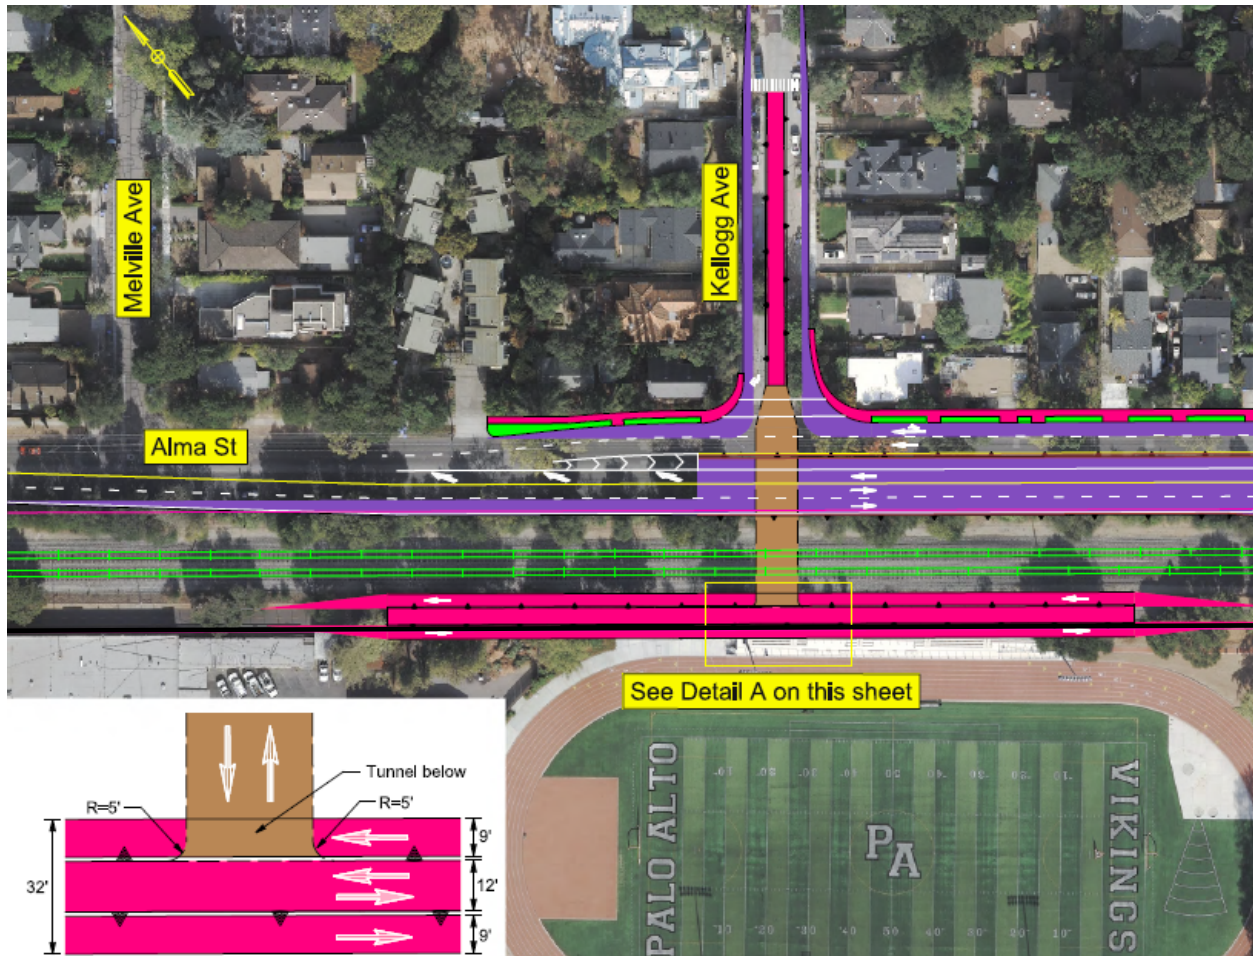 Melville Ave
Kellogg Ave
Alma St
See Detail A on this sheet
Tunnel below
R=5'
R=5'
9'
32'
12'
9'
PALO ALTO
PA
VIKINGS